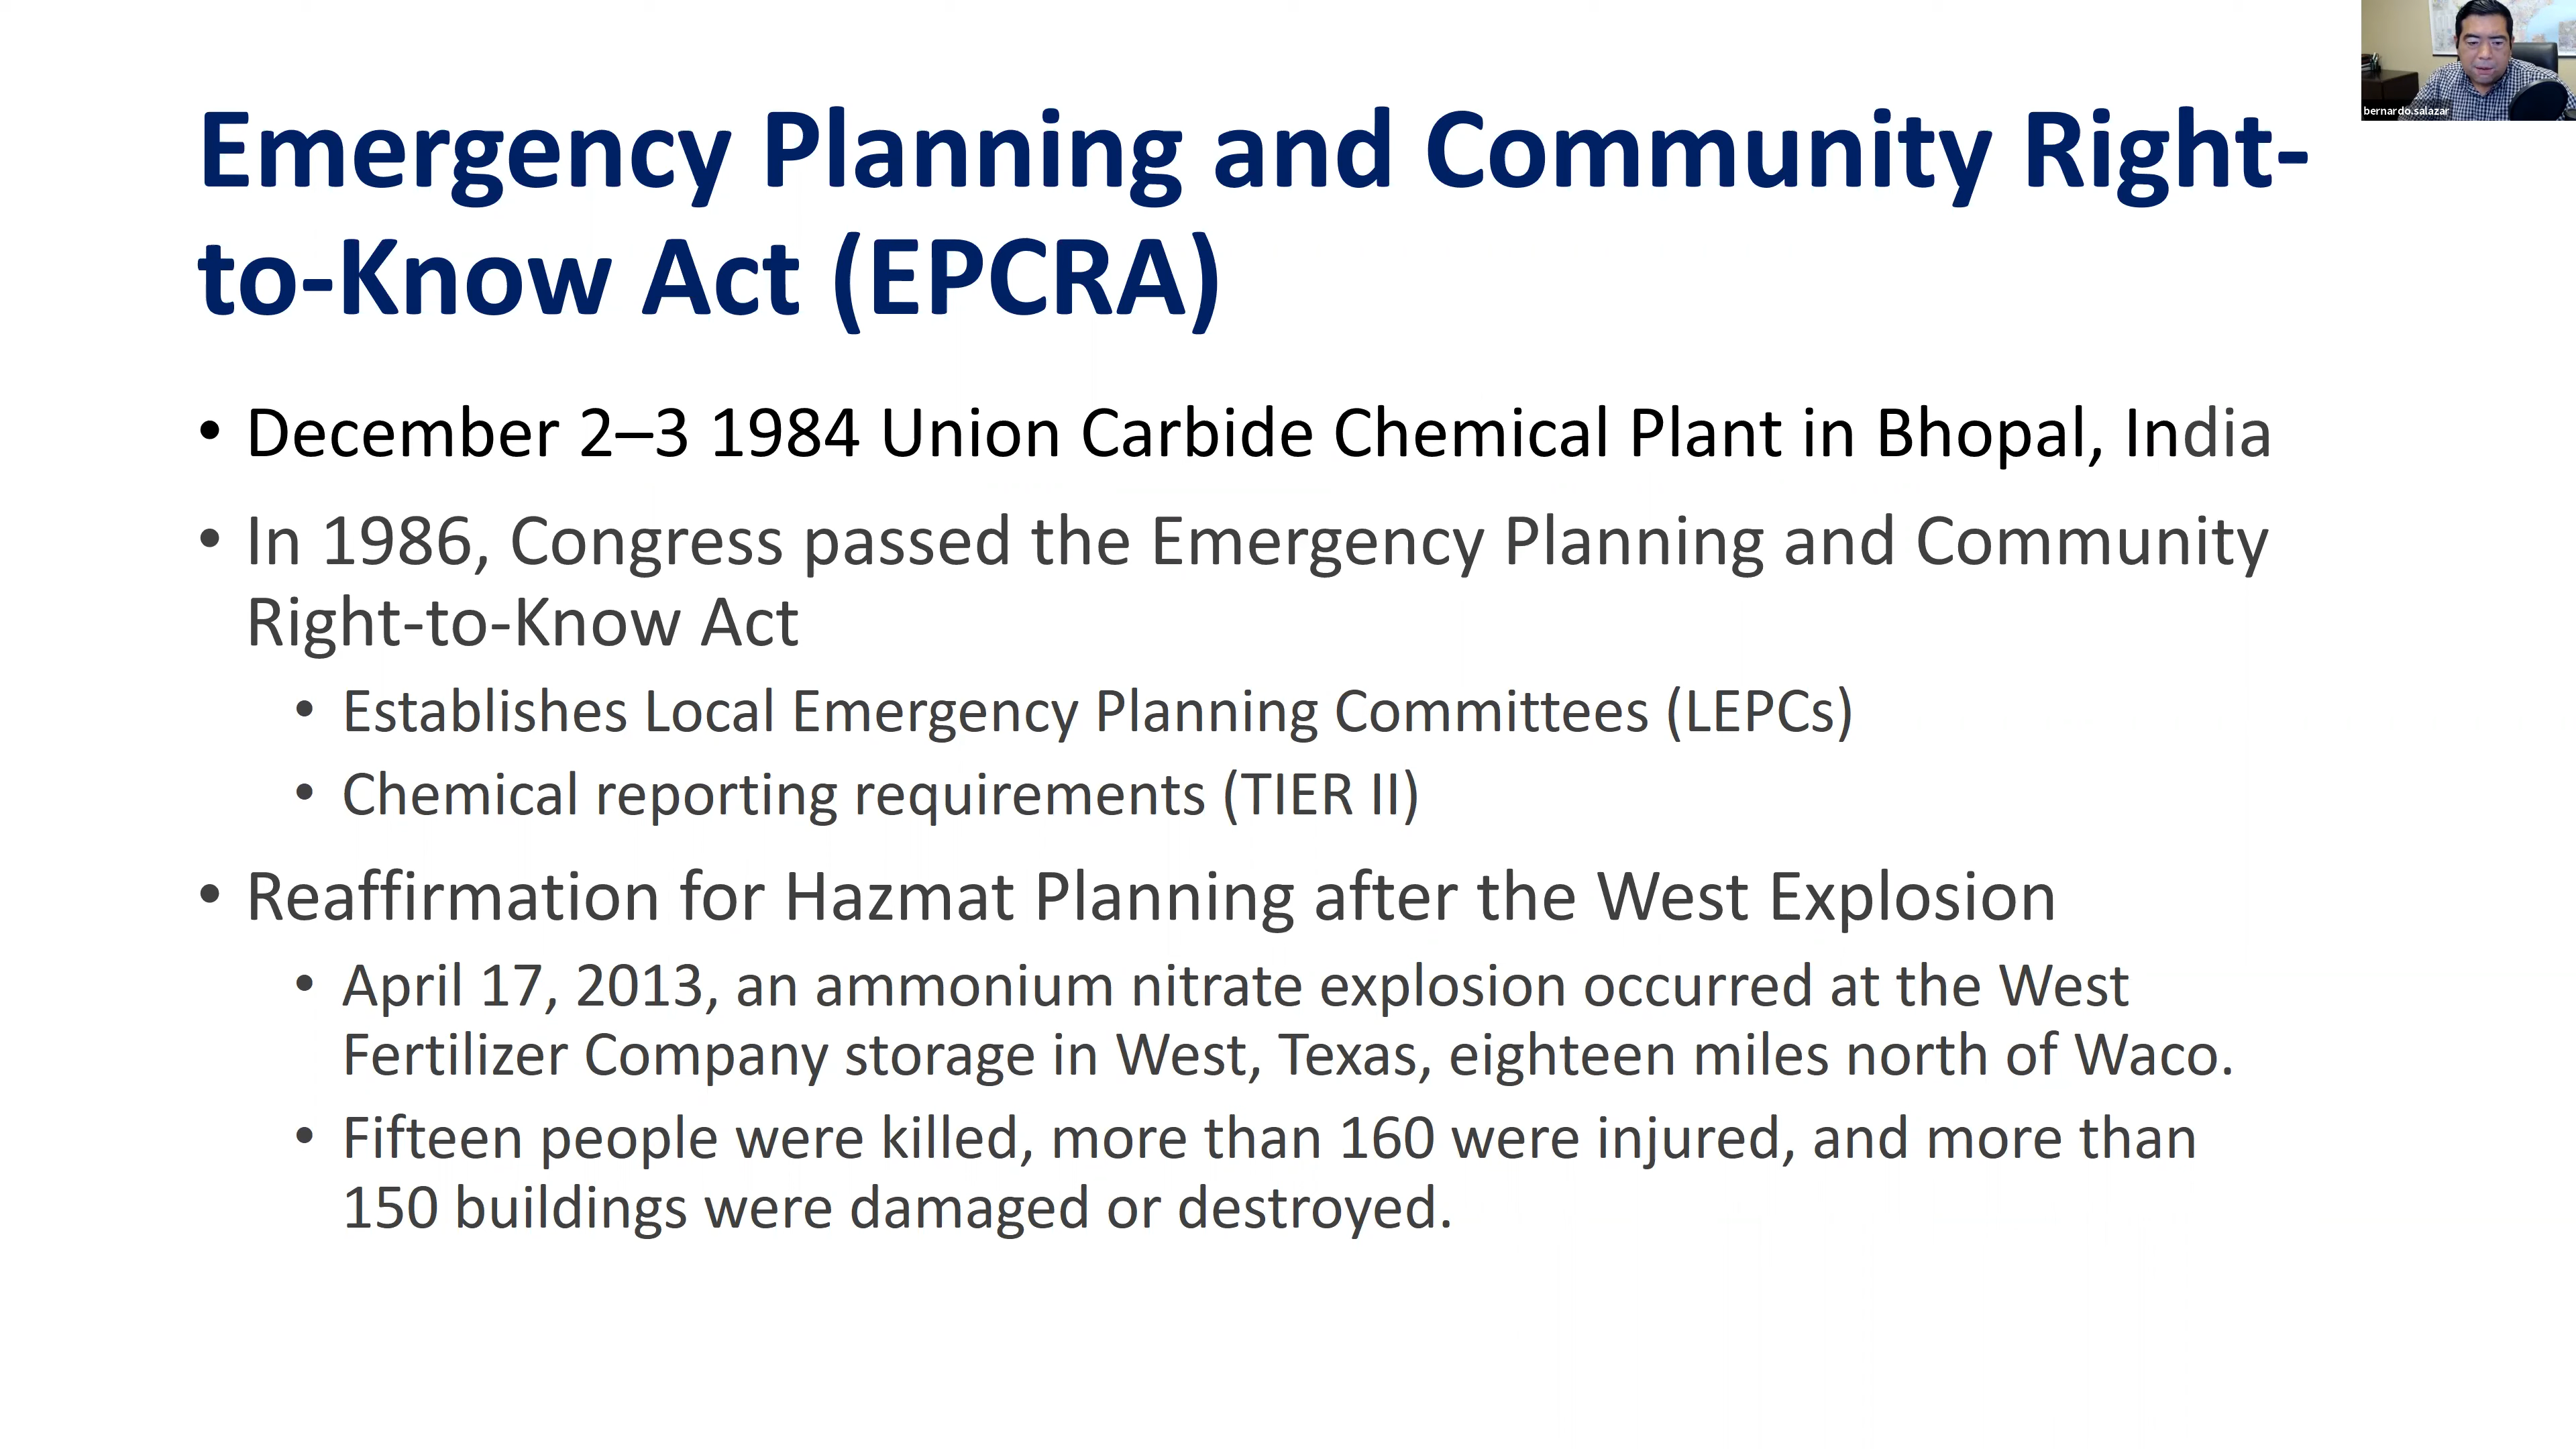 Emergency Planning and Community Right-
to-Know Act (EPCRA)
bernardo.salazar
• December 2–3 1984 Union Carbide Chemical Plant in Bhopal, India
• In 1986, Congress passed the Emergency Planning and Community
Right-to-Know Act
• Establishes Local Emergency Planning Committees (LEPCs)
• Chemical reporting requirements (TIER II)
• Reaffirmation for Hazmat Planning after the West Explosion
• April 17, 2013, an ammonium nitrate explosion occurred at the West
Fertilizer Company storage in West, Texas, eighteen miles north of Waco.
• Fifteen people were killed, more than 160 were injured, and more than
150 buildings were damaged or destroyed.